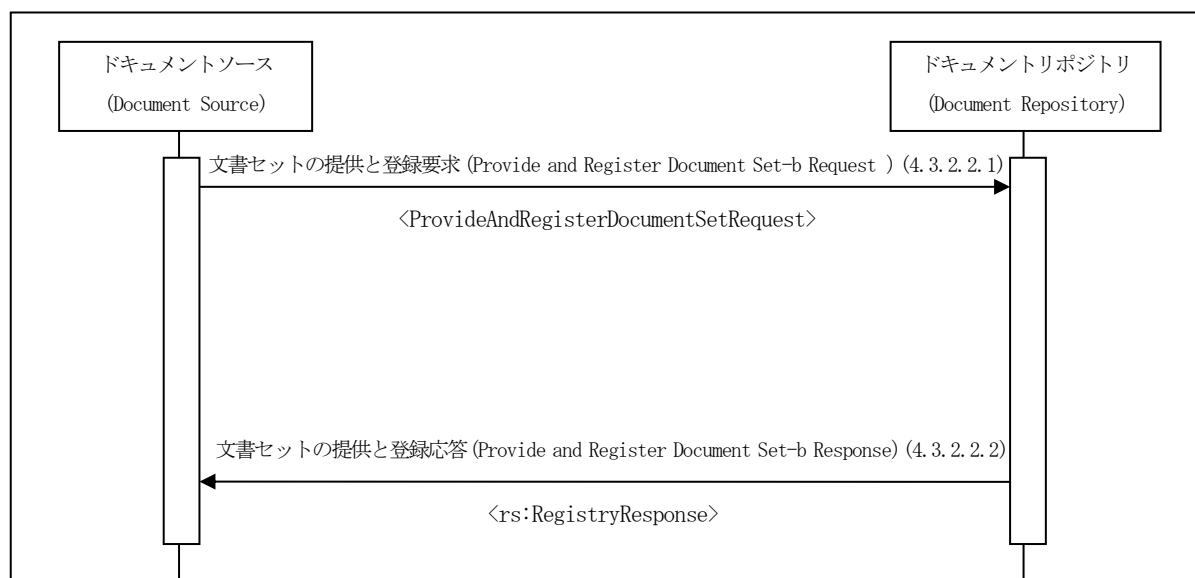 ドキュメントソース
(Document Source)
ドキュメントリポジトリ
(Document Repository)
文書セットの提供と登録要求(Provide and Register Document Set-b Request )(4.3.2.2.1)
<ProvideAndRegisterDocumentSetRequest>
文書セットの提供と登録応答(Provide and Register Document Set-b Response)(4.3.2.2.2)
<rs:RegistryResponse>